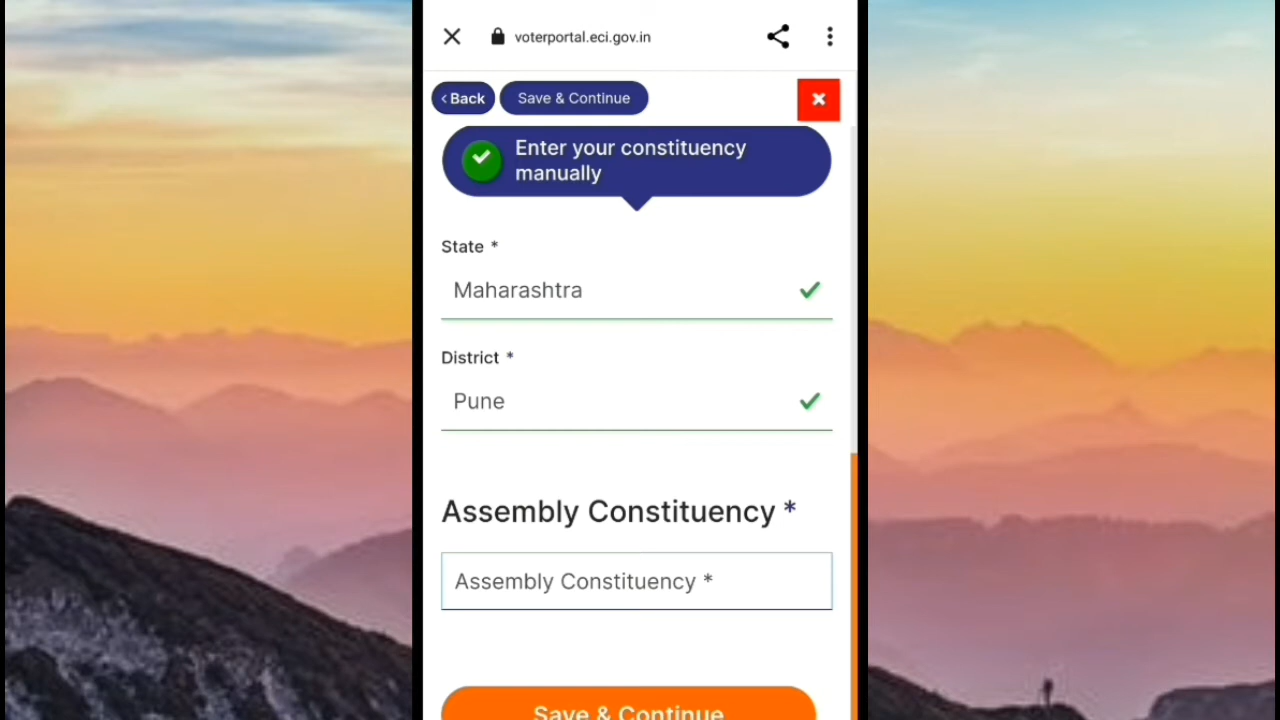 voterportal.eci.gov.in
Back
Save & Continue
Enter your constituency
manually
State *
Maharashtra
District *
Pune
Assembly Constituency *
Assembly Constituency *
Save & Continue